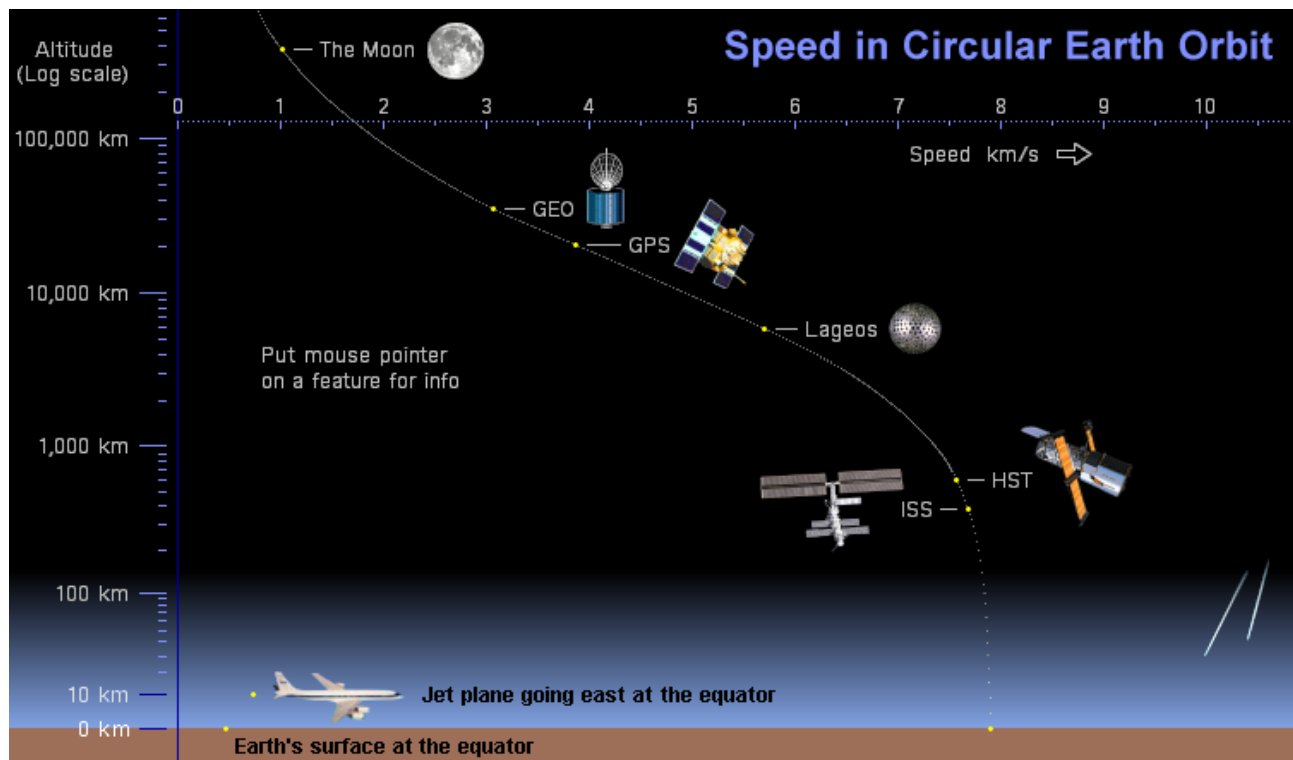 Speed in Circular Earth Orbit
Altitude
(Log scale)
The Moon
0 1 2 3 4 5 6 7 8 9 10
100,000 km
Speed km/s
GEO
GPS
10,000 km
Lageos
Put mouse pointer
on a feature for info
1,000 km
HST
ISS
100 km
10 km
Jet plane going east at the equator
0 km
Earth's surface at the equator